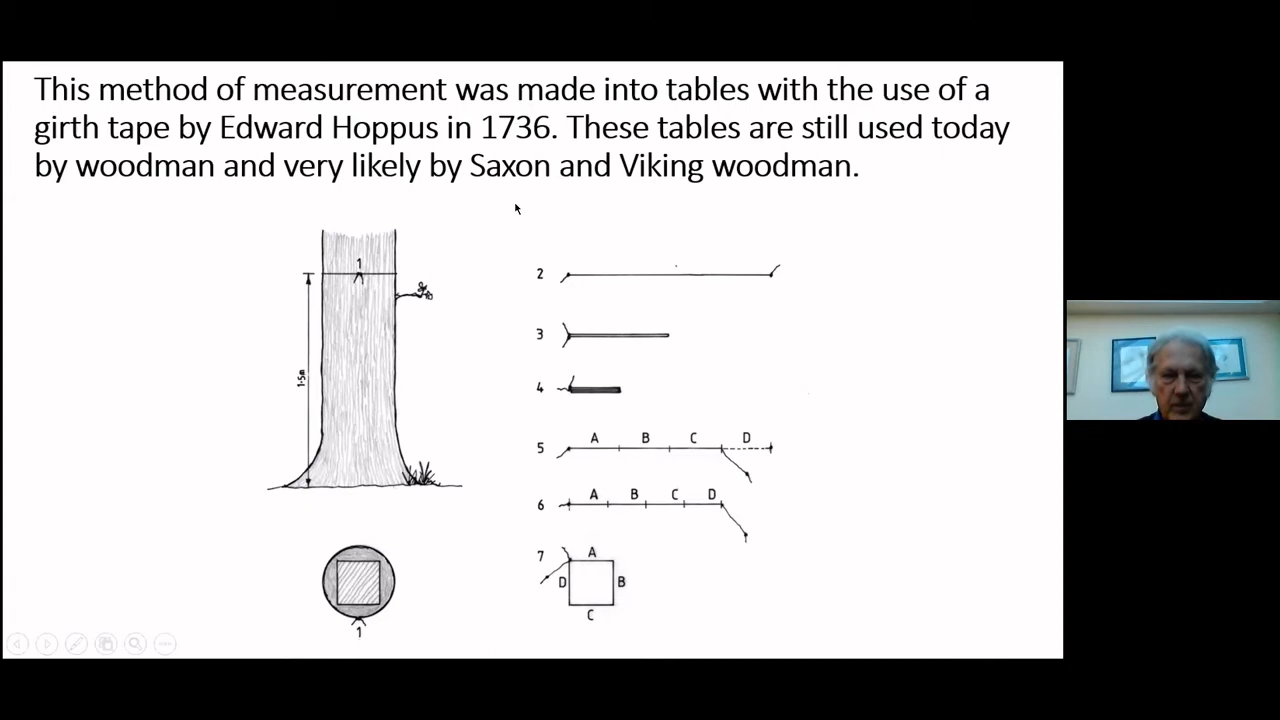 This method of measurement was made into tables with the use of a
girth tape by Edward Hoppus in 1736. These tables are still used today
by woodman and very likely by Saxon and Viking woodman.
1
1·5m
1
2
3
4
5 A B C D
6 A B C D
7 A
D B
C